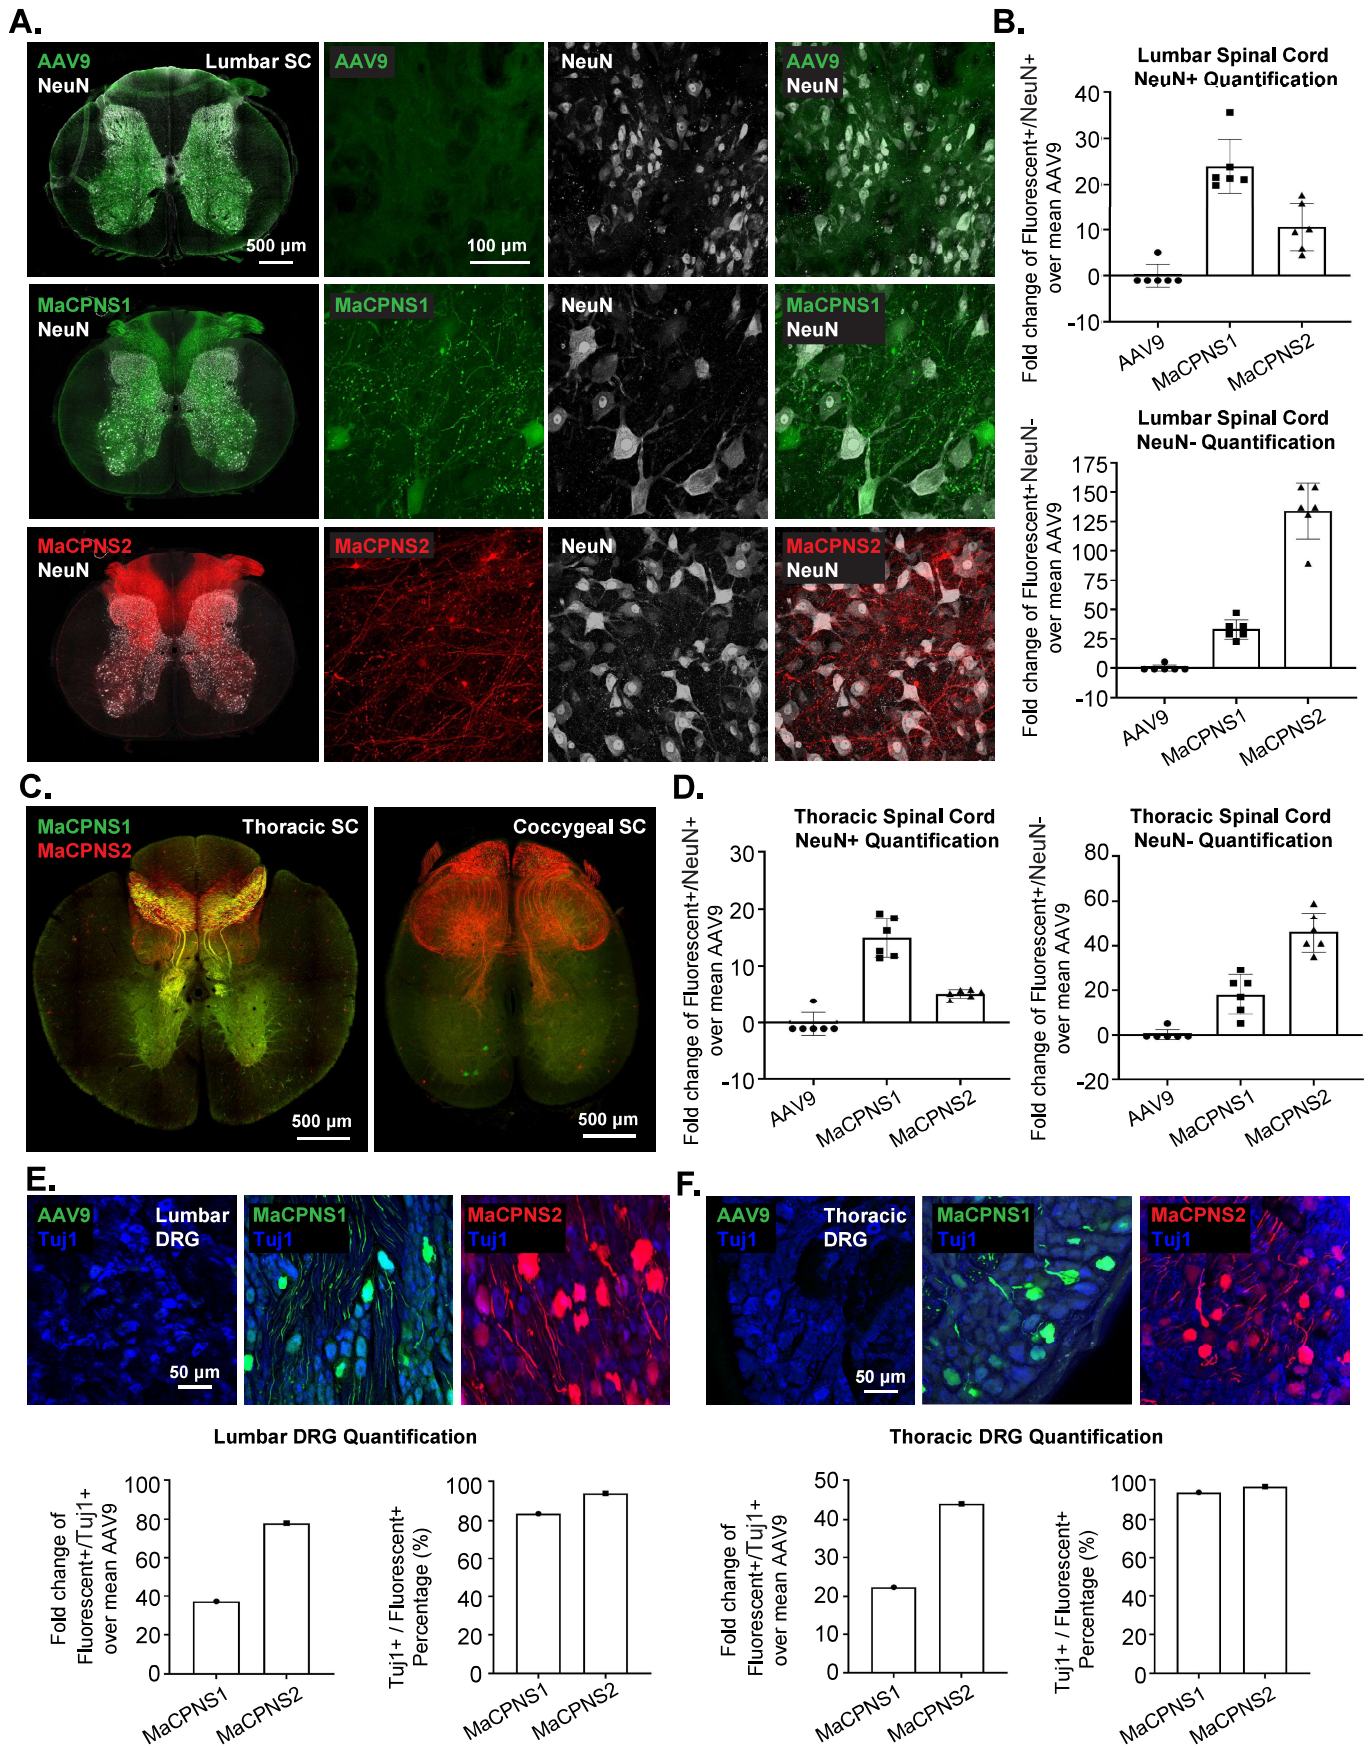 A.
AAV9
NeuN
Lumbar SC
500 µm
AAV9
100 µm
NeuN
AAV9
NeuN
MaCPNS1
NeuN
MaCPNS1
NeuN
MaCPNS1
NeuN
MaCPNS2
NeuN
MaCPNS2
NeuN
MaCPNS2
NeuN
B.
Lumbar Spinal Cord
NeuN+ Quantification
Fold change of Fluorescent+/NeuN+
over mean AAV9
40
30
20
10
0
-10
AAV9
MaCPNS1
MaCPNS2
Lumbar Spinal Cord
NeuN- Quantification
Fold change of Fluorescent+NeuN-
over mean AAV9
175
150
125
100
75
50
25
0
-10
AAV9
MaCPNS1
MaCPNS2
C.
MaCPNS1
MaCPNS2
Thoracic SC
500 µm
Coccygeal SC
500 µm
D.
Thoracic Spinal Cord
NeuN+ Quantification
Fold change of Fluorescent+/NeuN+
over mean AAV9
30
20
10
0
-10
AAV9
MaCPNS1
MaCPNS2
Thoracic Spinal Cord
NeuN- Quantification
Fold change of Fluorescent+/NeuN-
over mean AAV9
80
60
40
20
0
-20
AAV9
MaCPNS1
MaCPNS2
E.
AAV9
Tuj1
Lumbar
DRG
50 µm
MaCPNS1
Tuj1
MaCPNS2
Tuj1
Lumbar DRG Quantification
Fold change of
Fluorescent+/Tuj1+
over mean AAV9
100
80
60
40
20
0
MaCPNS1
MaCPNS2
Tuj1+ / Fluorescent+
Percentage (%)
100
80
60
40
20
0
MaCPNS1
MaCPNS2
F.
AAV9
Tuj1
Thoracic
DRG
50 µm
MaCPNS1
Tuj1
MaCPNS2
Tuj1
Thoracic DRG Quantification
Fold change of
Fluorescent+/Tuj1+
over mean AAV9
50
40
30
20
10
0
MaCPNS1
MaCPNS2
Tuj1+ / Fluorescent+
Percentage (%)
100
80
60
40
20
0
MaCPNS1
MaCPNS2